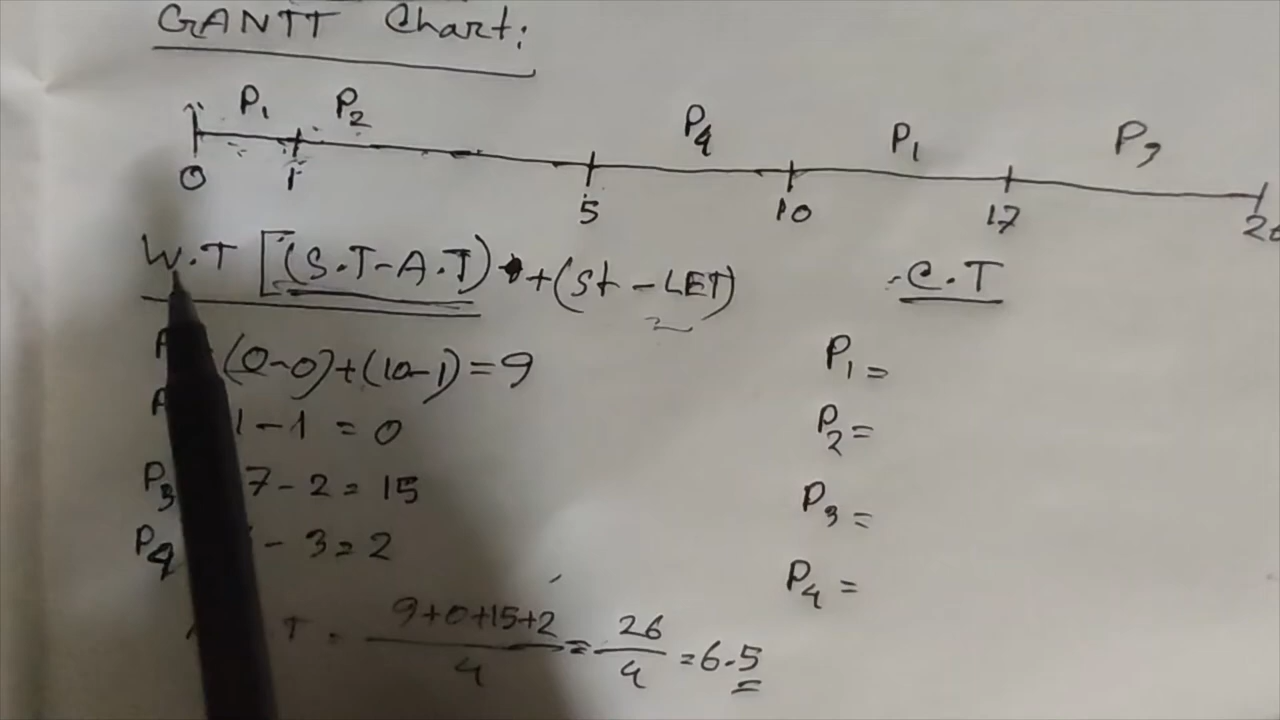 GANTT Chart:
P1 P2 P4 P1 P3
0 1 5 10 17
W.T [(S.T-A.T) +(St-LET) C.T
(0-0)+(10-1)=9 P1=
1-1=0 P2=
P3 7-2=15 P3=
P4 -3=2 P4=
T = 9+0+15+2/4 = 26/4 = 6.5